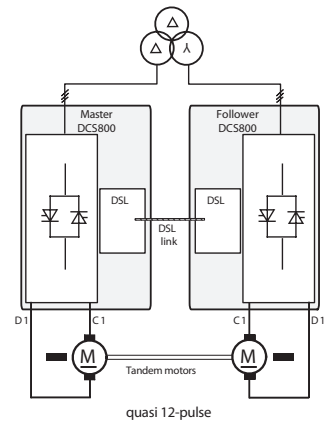 Master
DCS800
Follower
DCS800
DSL
DSL
DSL
link
D1
C1
C1
D1
M
M
Tandem motors
quasi 12-pulse